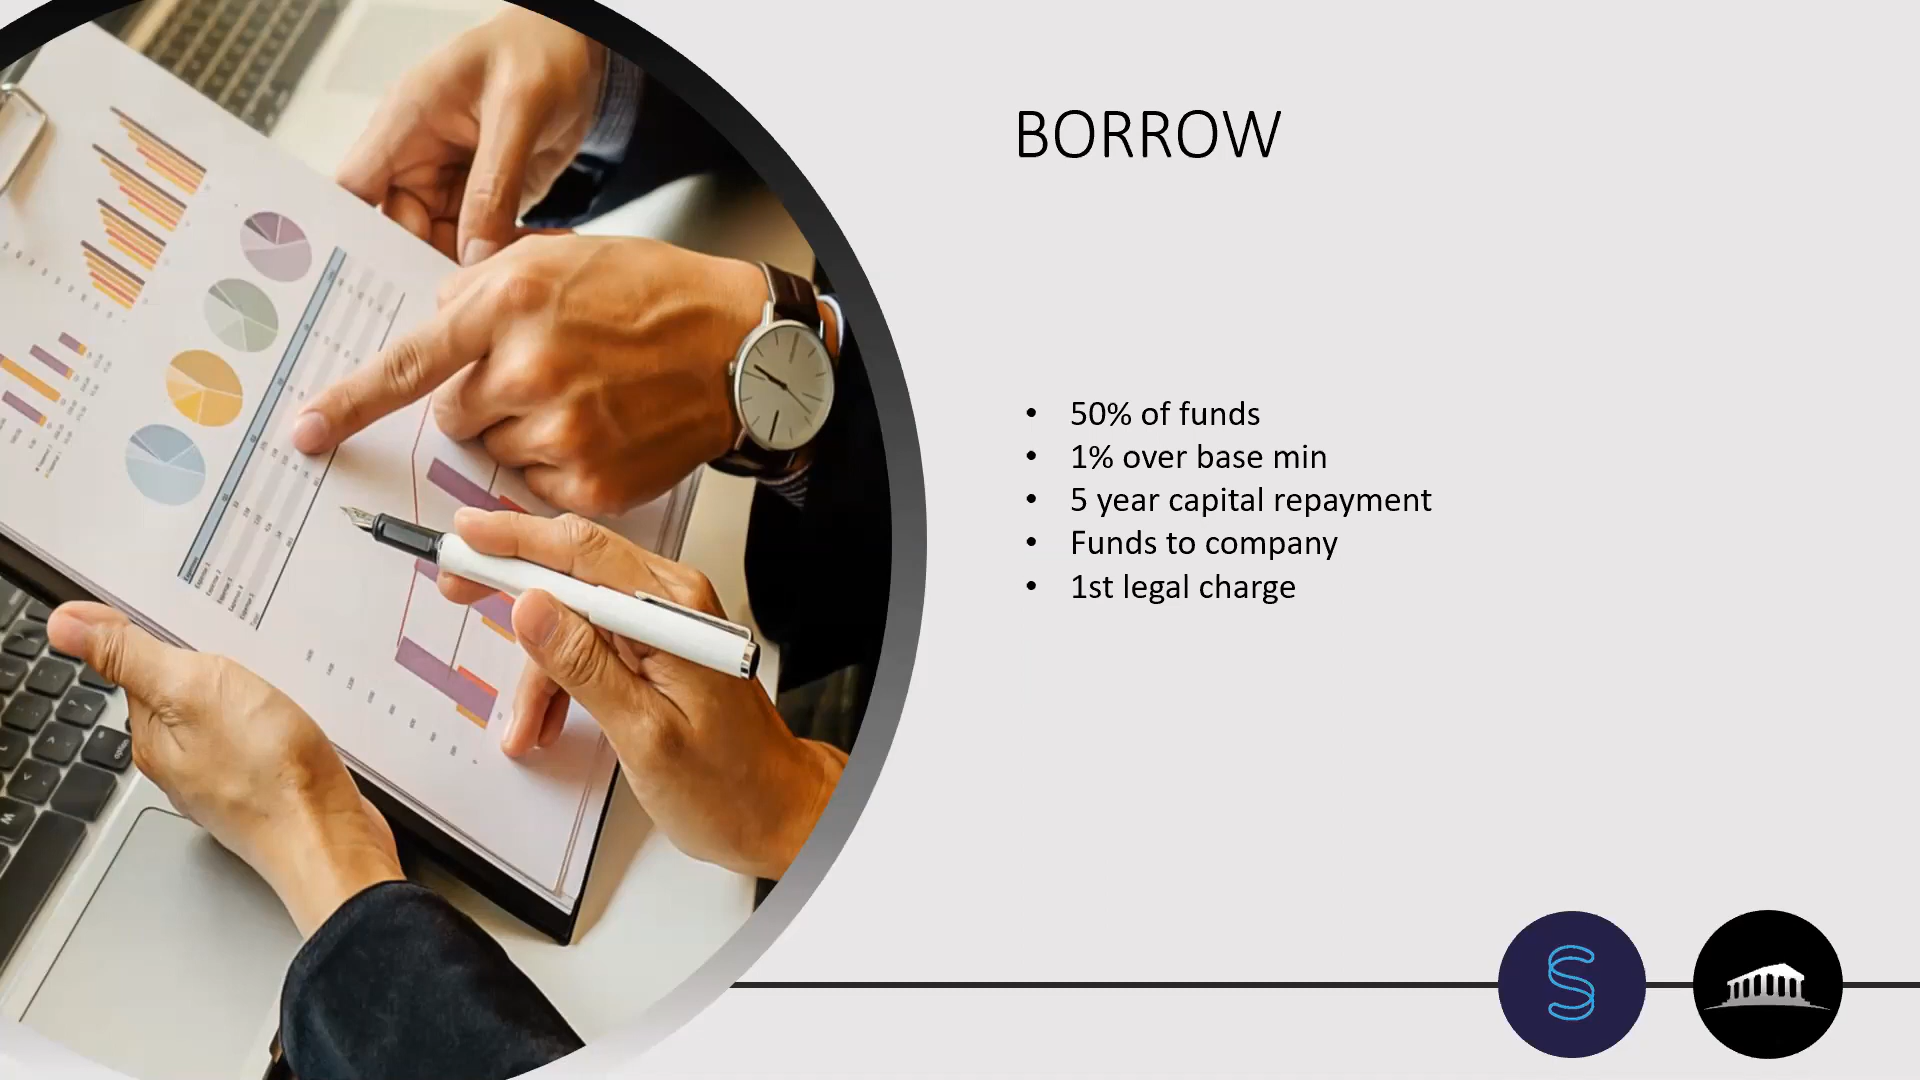 BORROW
• 50% of funds
• 1% over base min
• 5 year capital repayment
• Funds to company
• 1st legal charge